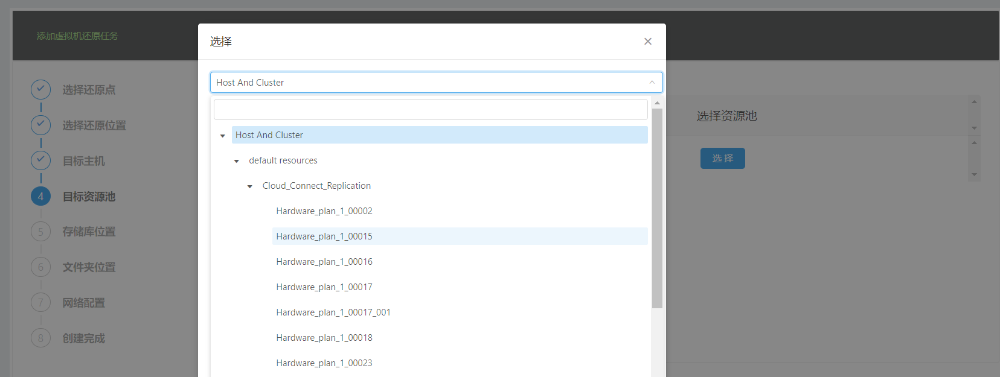 添加虚拟机还原任务
选择还原点
选择还原位置
目标主机
4 目标资源池
5 存储库位置
6 文件夹位置
7 网络配置
8 创建完成
选择
Host And Cluster
Host And Cluster
default resources
Cloud_Connect_Replication
Hardware_plan_1_00002
Hardware_plan_1_00015
Hardware_plan_1_00016
Hardware_plan_1_00017
Hardware_plan_1_00017_001
Hardware_plan_1_00018
Hardware_plan_1_00023
选择资源池
选 择